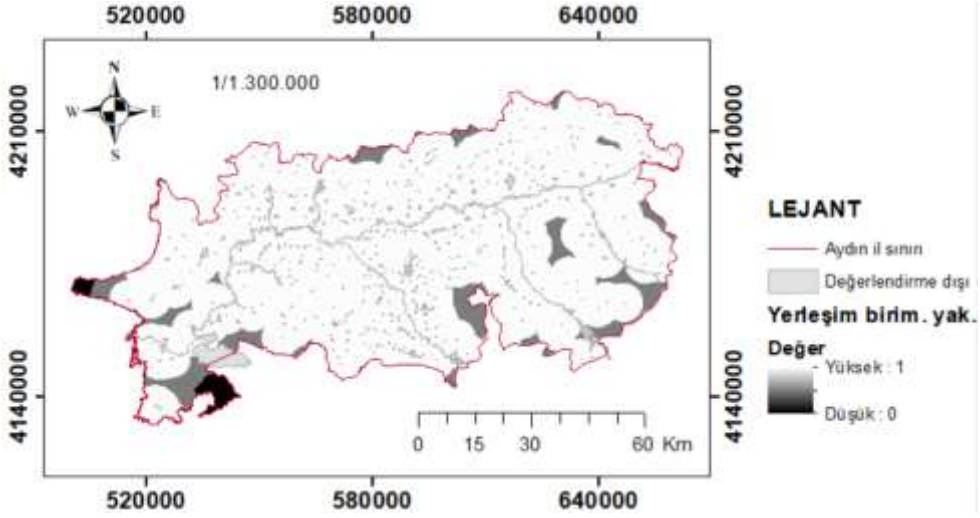 520000 580000 640000
N
W E
S
1/1.300.000
4210000 4210000
4140000 4140000
0 15 30 60 Km
520000 580000 640000
LEJANT
Aydın il sınırı
Değerlendirme dışı
Yerleşim birim. yak.
Değer
Yüksek : 1
Düşük : 0